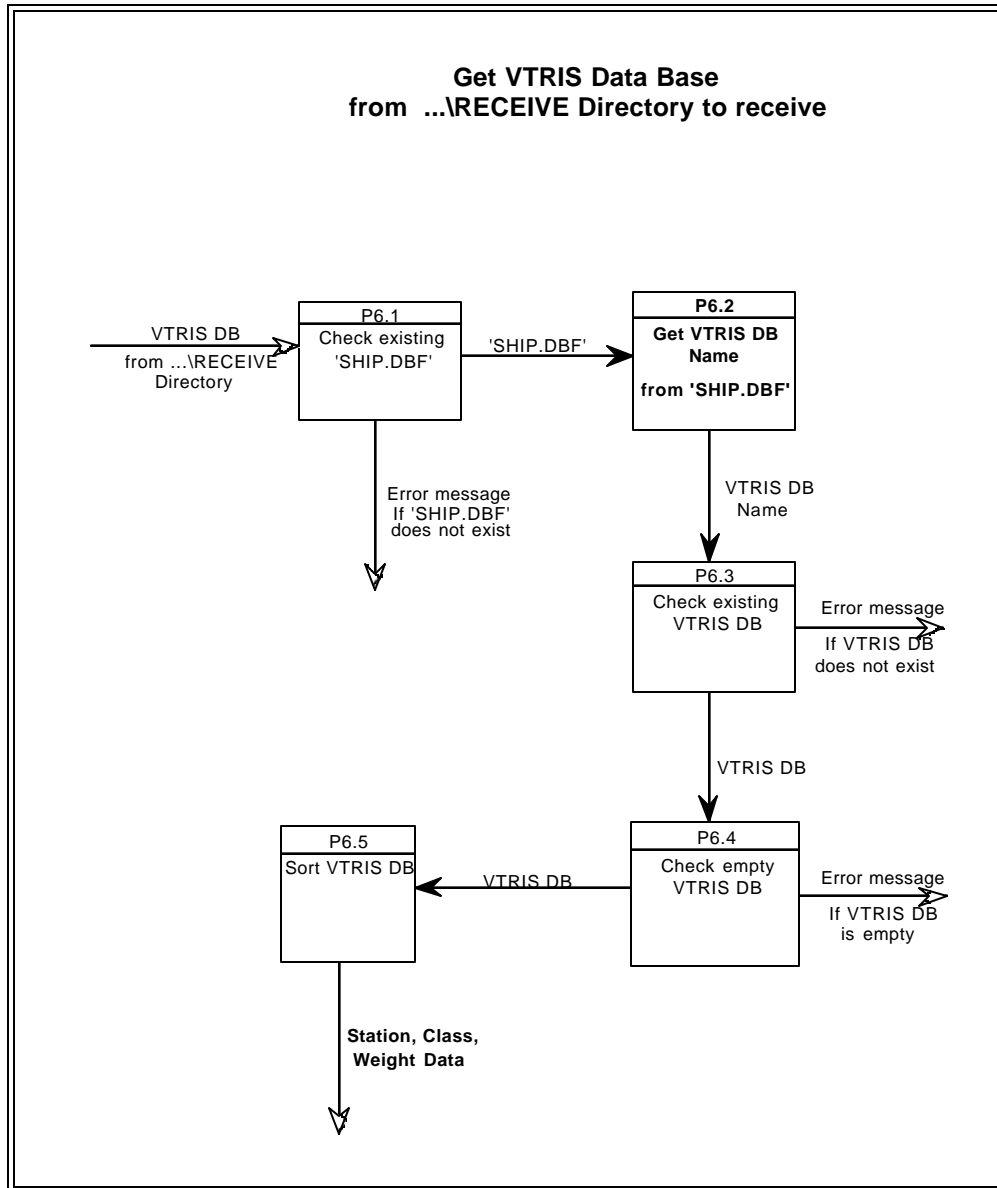 Get VTRIS Data Base
from ...\RECEIVE Directory to receive
VTRIS DB
from ...\RECEIVE
Directory
P6.1
Check existing
'SHIP.DBF'
'SHIP.DBF'
P6.2
Get VTRIS DB
Name
from 'SHIP.DBF'
Error message
If 'SHIP.DBF'
does not exist
VTRIS DB
Name
P6.3
Check existing
VTRIS DB
Error message
If VTRIS DB
does not exist
VTRIS DB
P6.4
Check empty
VTRIS DB
Error message
If VTRIS DB
is empty
VTRIS DB
P6.5
Sort VTRIS DB
Station, Class,
Weight Data